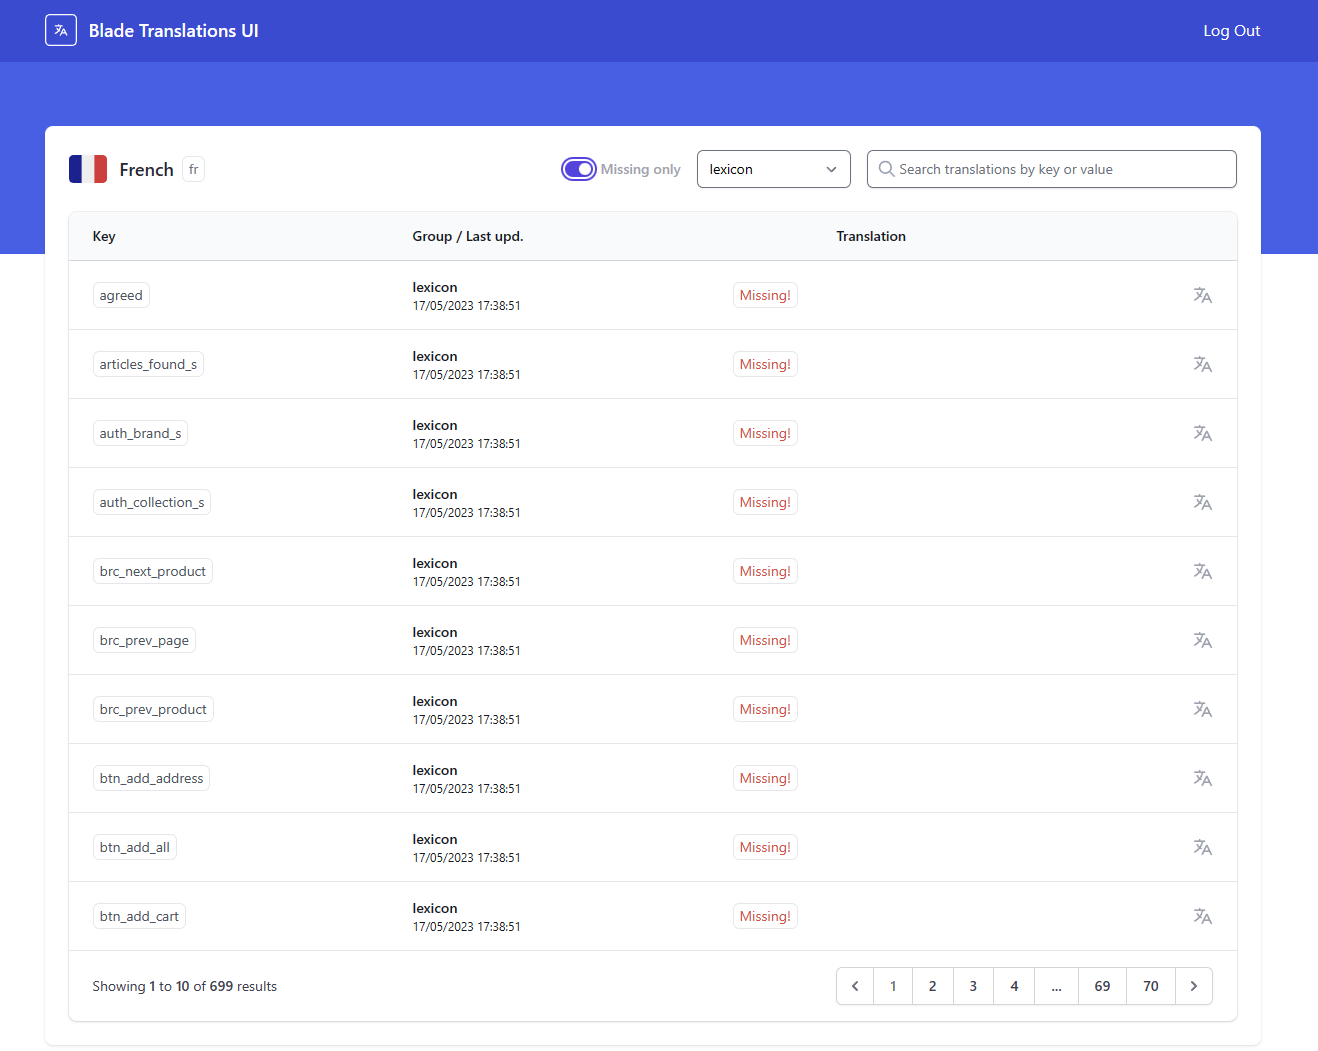 Blade Translations UI
Log Out
French fr
Missing only
lexicon
Search translations by key or value
Key Group / Last upd. Translation
agreed lexicon Missing!
17/05/2023 17:38:51
articles_found_s lexicon Missing!
17/05/2023 17:38:51
auth_brand_s lexicon Missing!
17/05/2023 17:38:51
auth_collection_s lexicon Missing!
17/05/2023 17:38:51
brc_next_product lexicon Missing!
17/05/2023 17:38:51
brc_prev_page lexicon Missing!
17/05/2023 17:38:51
brc_prev_product lexicon Missing!
17/05/2023 17:38:51
btn_add_address lexicon Missing!
17/05/2023 17:38:51
btn_add_all lexicon Missing!
17/05/2023 17:38:51
btn_add_cart lexicon Missing!
17/05/2023 17:38:51
Showing 1 to 10 of 699 results
1 2 3 4 ... 69 70